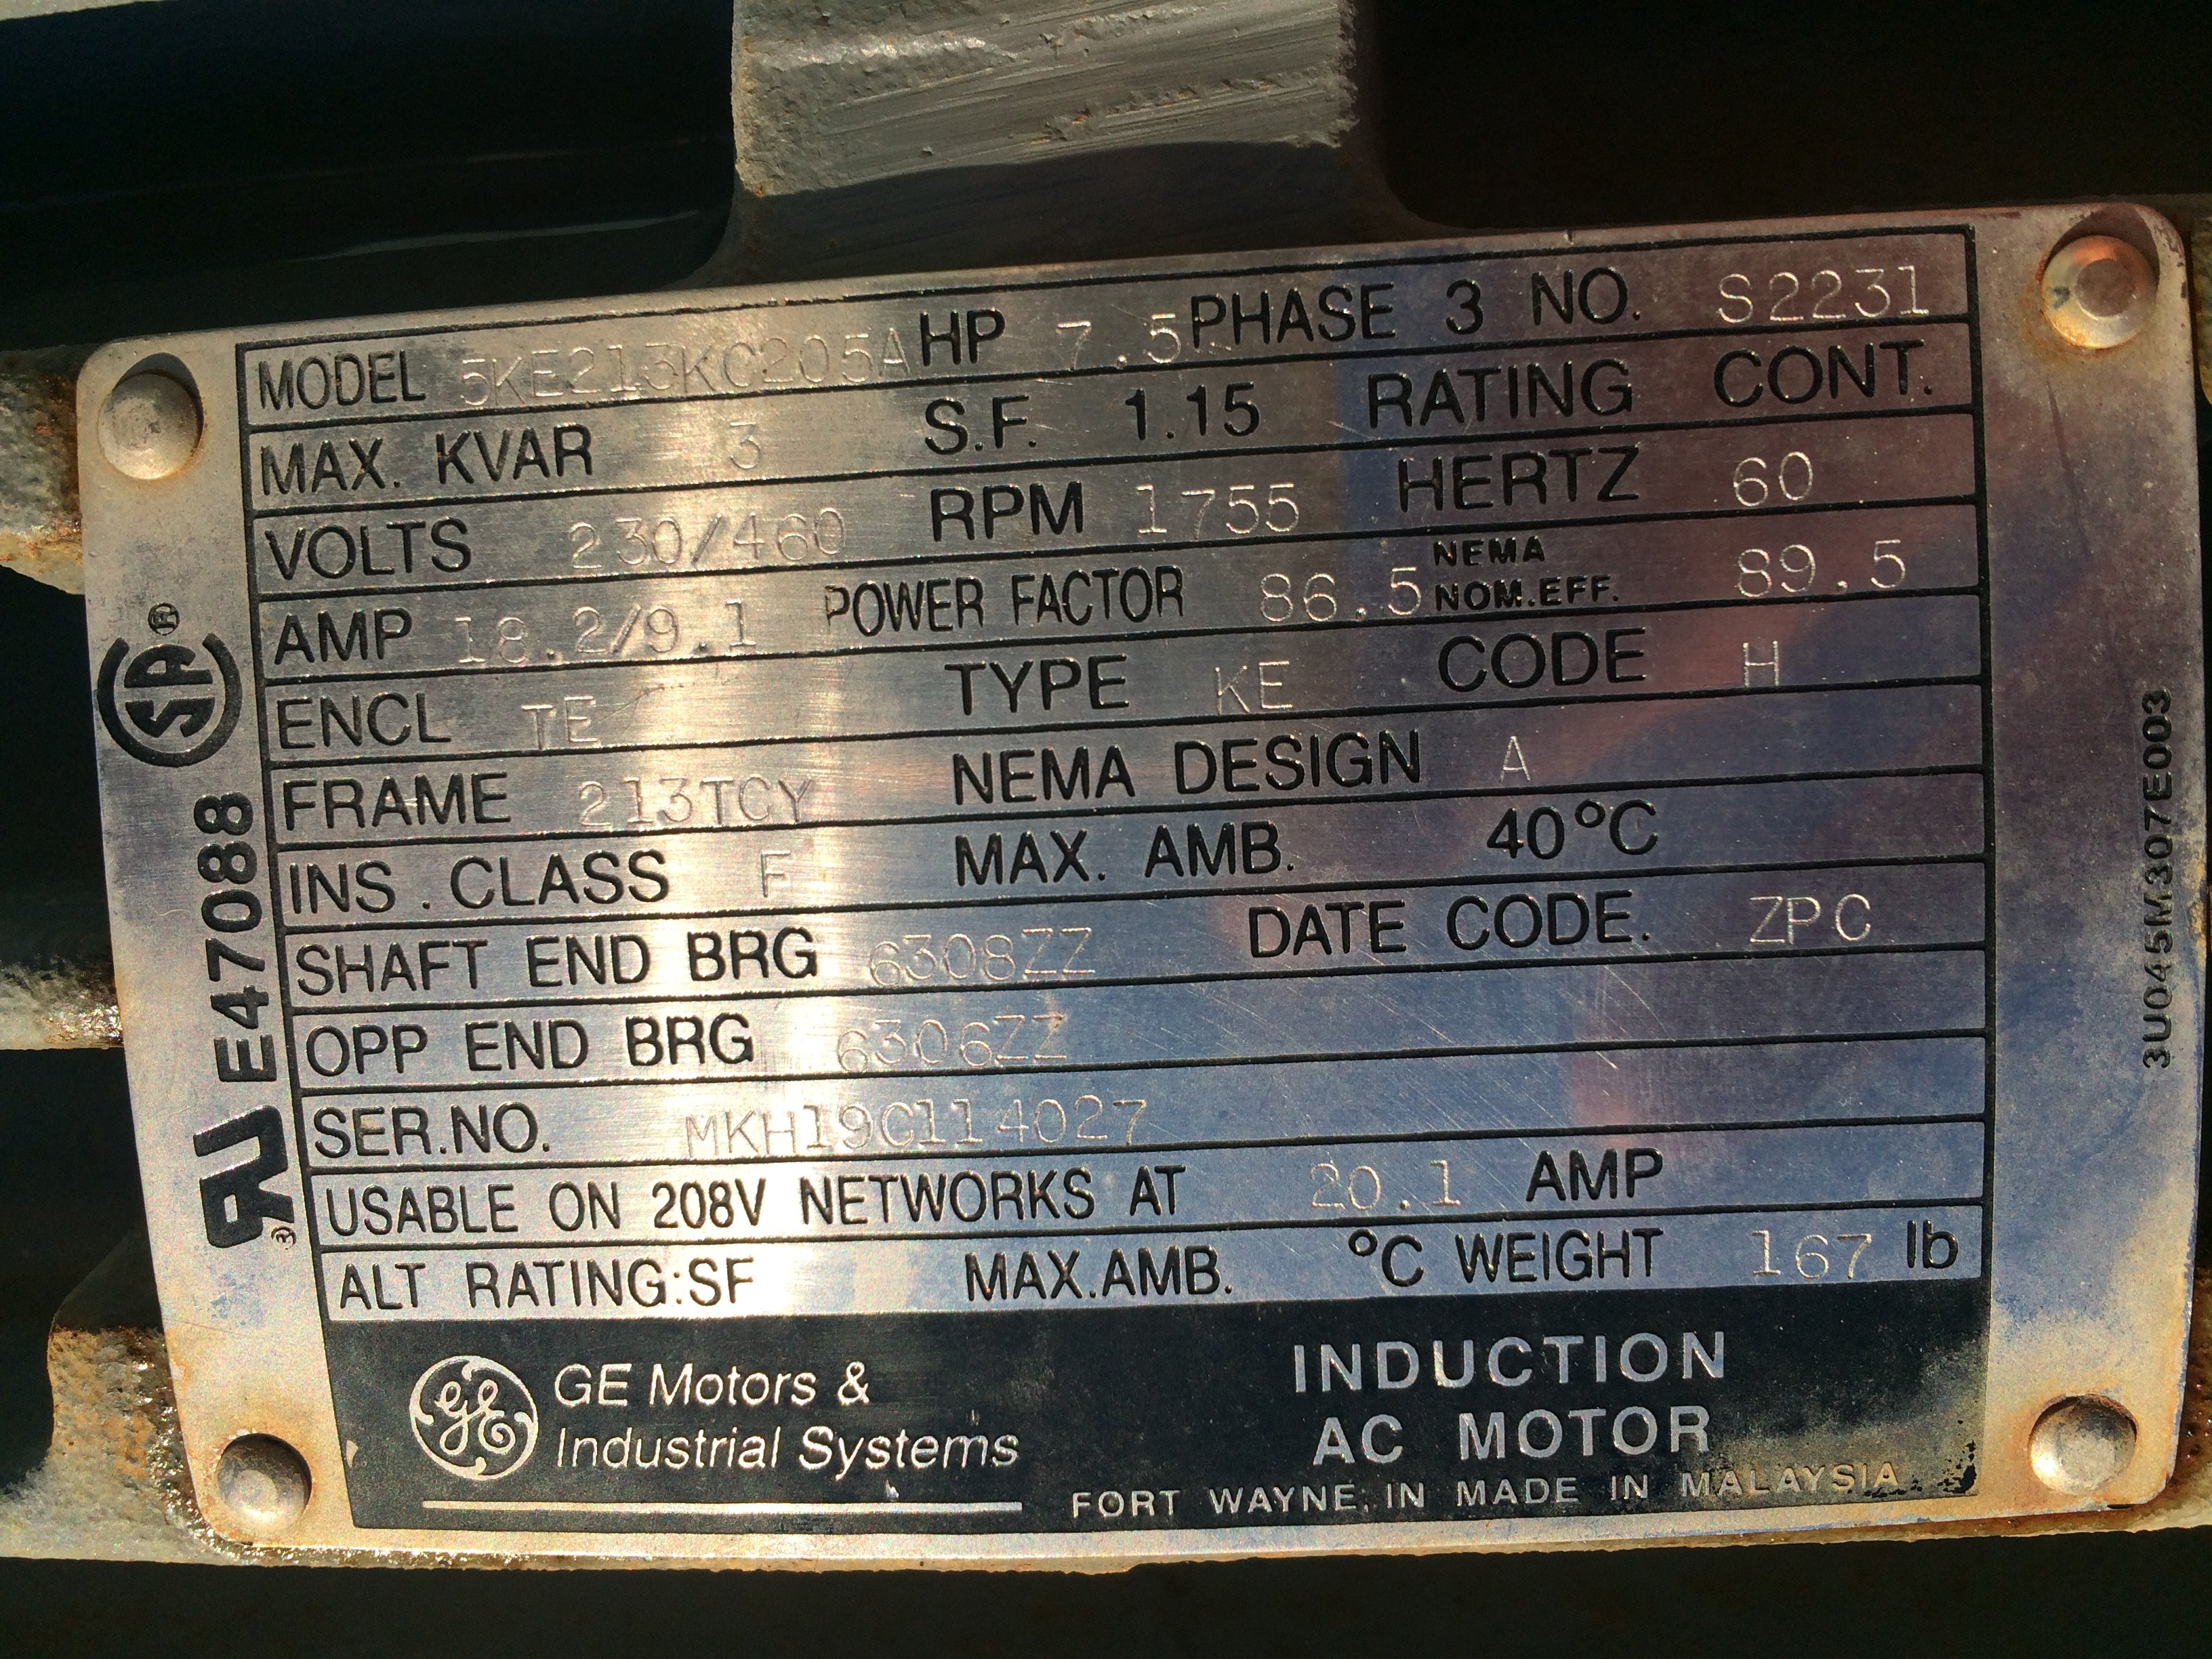 MODEL 5KE213KC205A HP 7.5 PHASE 3 NO. S2231
MAX. KVAR 3 S.F. 1.15 RATING CONT.
VOLTS 230/460 RPM 1755 HERTZ 60
AMP 18.2/9.1 POWER FACTOR 86.5 NEMA NOM.EFF. 89.5
ENCL TE TYPE KE CODE H
FRAME 213TCY NEMA DESIGN A
INS. CLASS F MAX. AMB. 40°C
SHAFT END BRG 6308ZZ DATE CODE. ZPC
OPP END BRG 6306ZZ
SER.NO. MKH19C114027
USABLE ON 208V NETWORKS AT 20.1 AMP
ALT RATING:SF MAX.AMB. °C WEIGHT 167 lb
GE Motors &
Industrial Systems
INDUCTION
AC MOTOR
FORT WAYNE, IN MADE IN MALAYSIA
SA®
E47088
RU®
3U045M307E003
GE